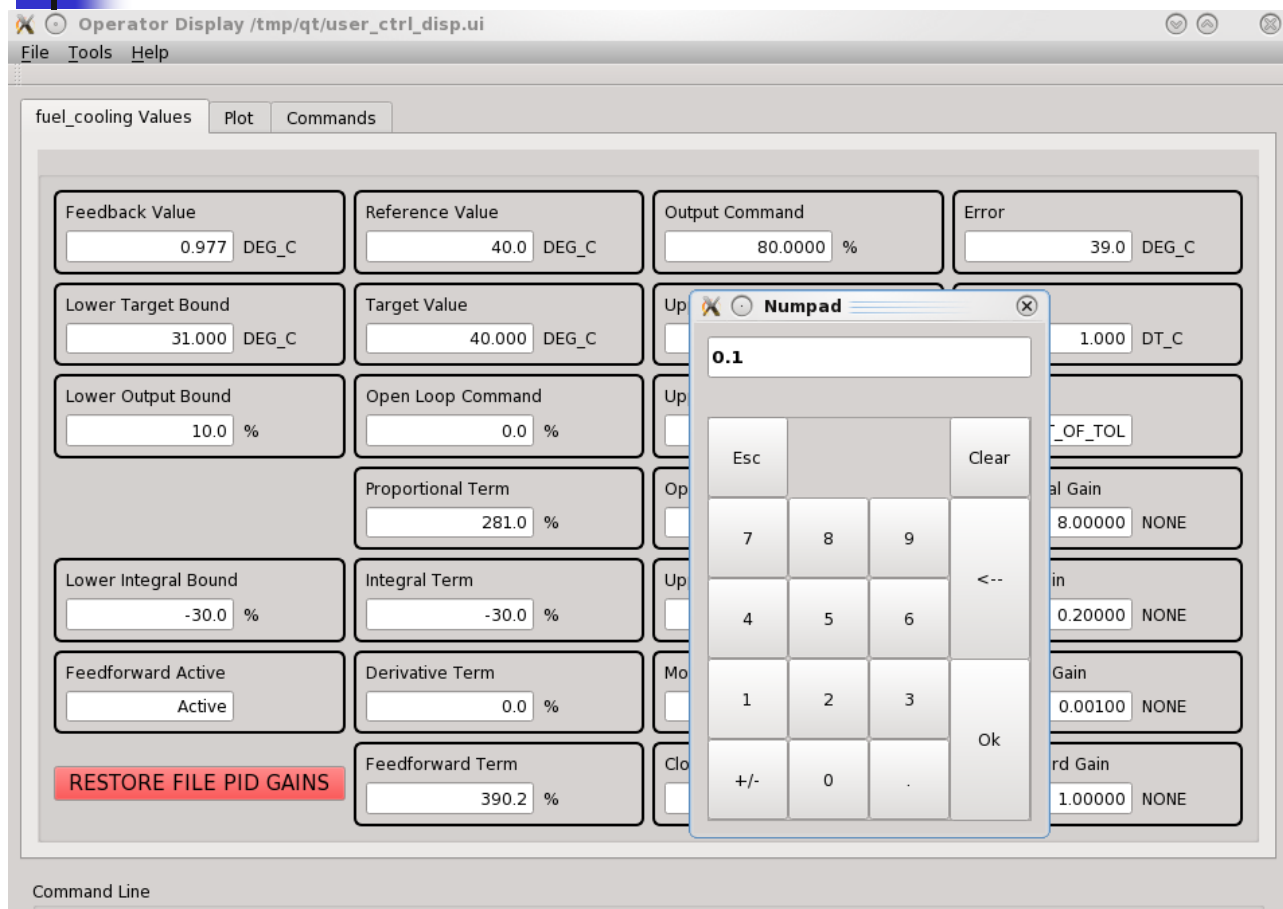 Operator Display /tmp/qt/user_ctrl_disp.ui
File Tools Help
fuel_cooling Values Plot Commands
Feedback Value Reference Value Output Command Error
0.977 DEG_C 40.0 DEG_C 80.0000 % 39.0 DEG_C
Lower Target Bound Target Value Up
31.000 DEG_C 40.000 DEG_C 1.000 DT_C
Numpad
0.1
Esc Clear
7 8 9 <--
4 5 6
1 2 3 Ok
+/- 0 .
Lower Output Bound Open Loop Command Up
10.0 % 0.0 % T_OF_TOL
Proportional Term Op al Gain
281.0 % 8.00000 NONE
Lower Integral Bound Integral Term Up in
-30.0 % -30.0 % 0.20000 NONE
Feedforward Active Derivative Term Mo Gain
Active 0.0 % 0.00100 NONE
RESTORE FILE PID GAINS Feedforward Term Clo rd Gain
390.2 % 1.00000 NONE
Command Line